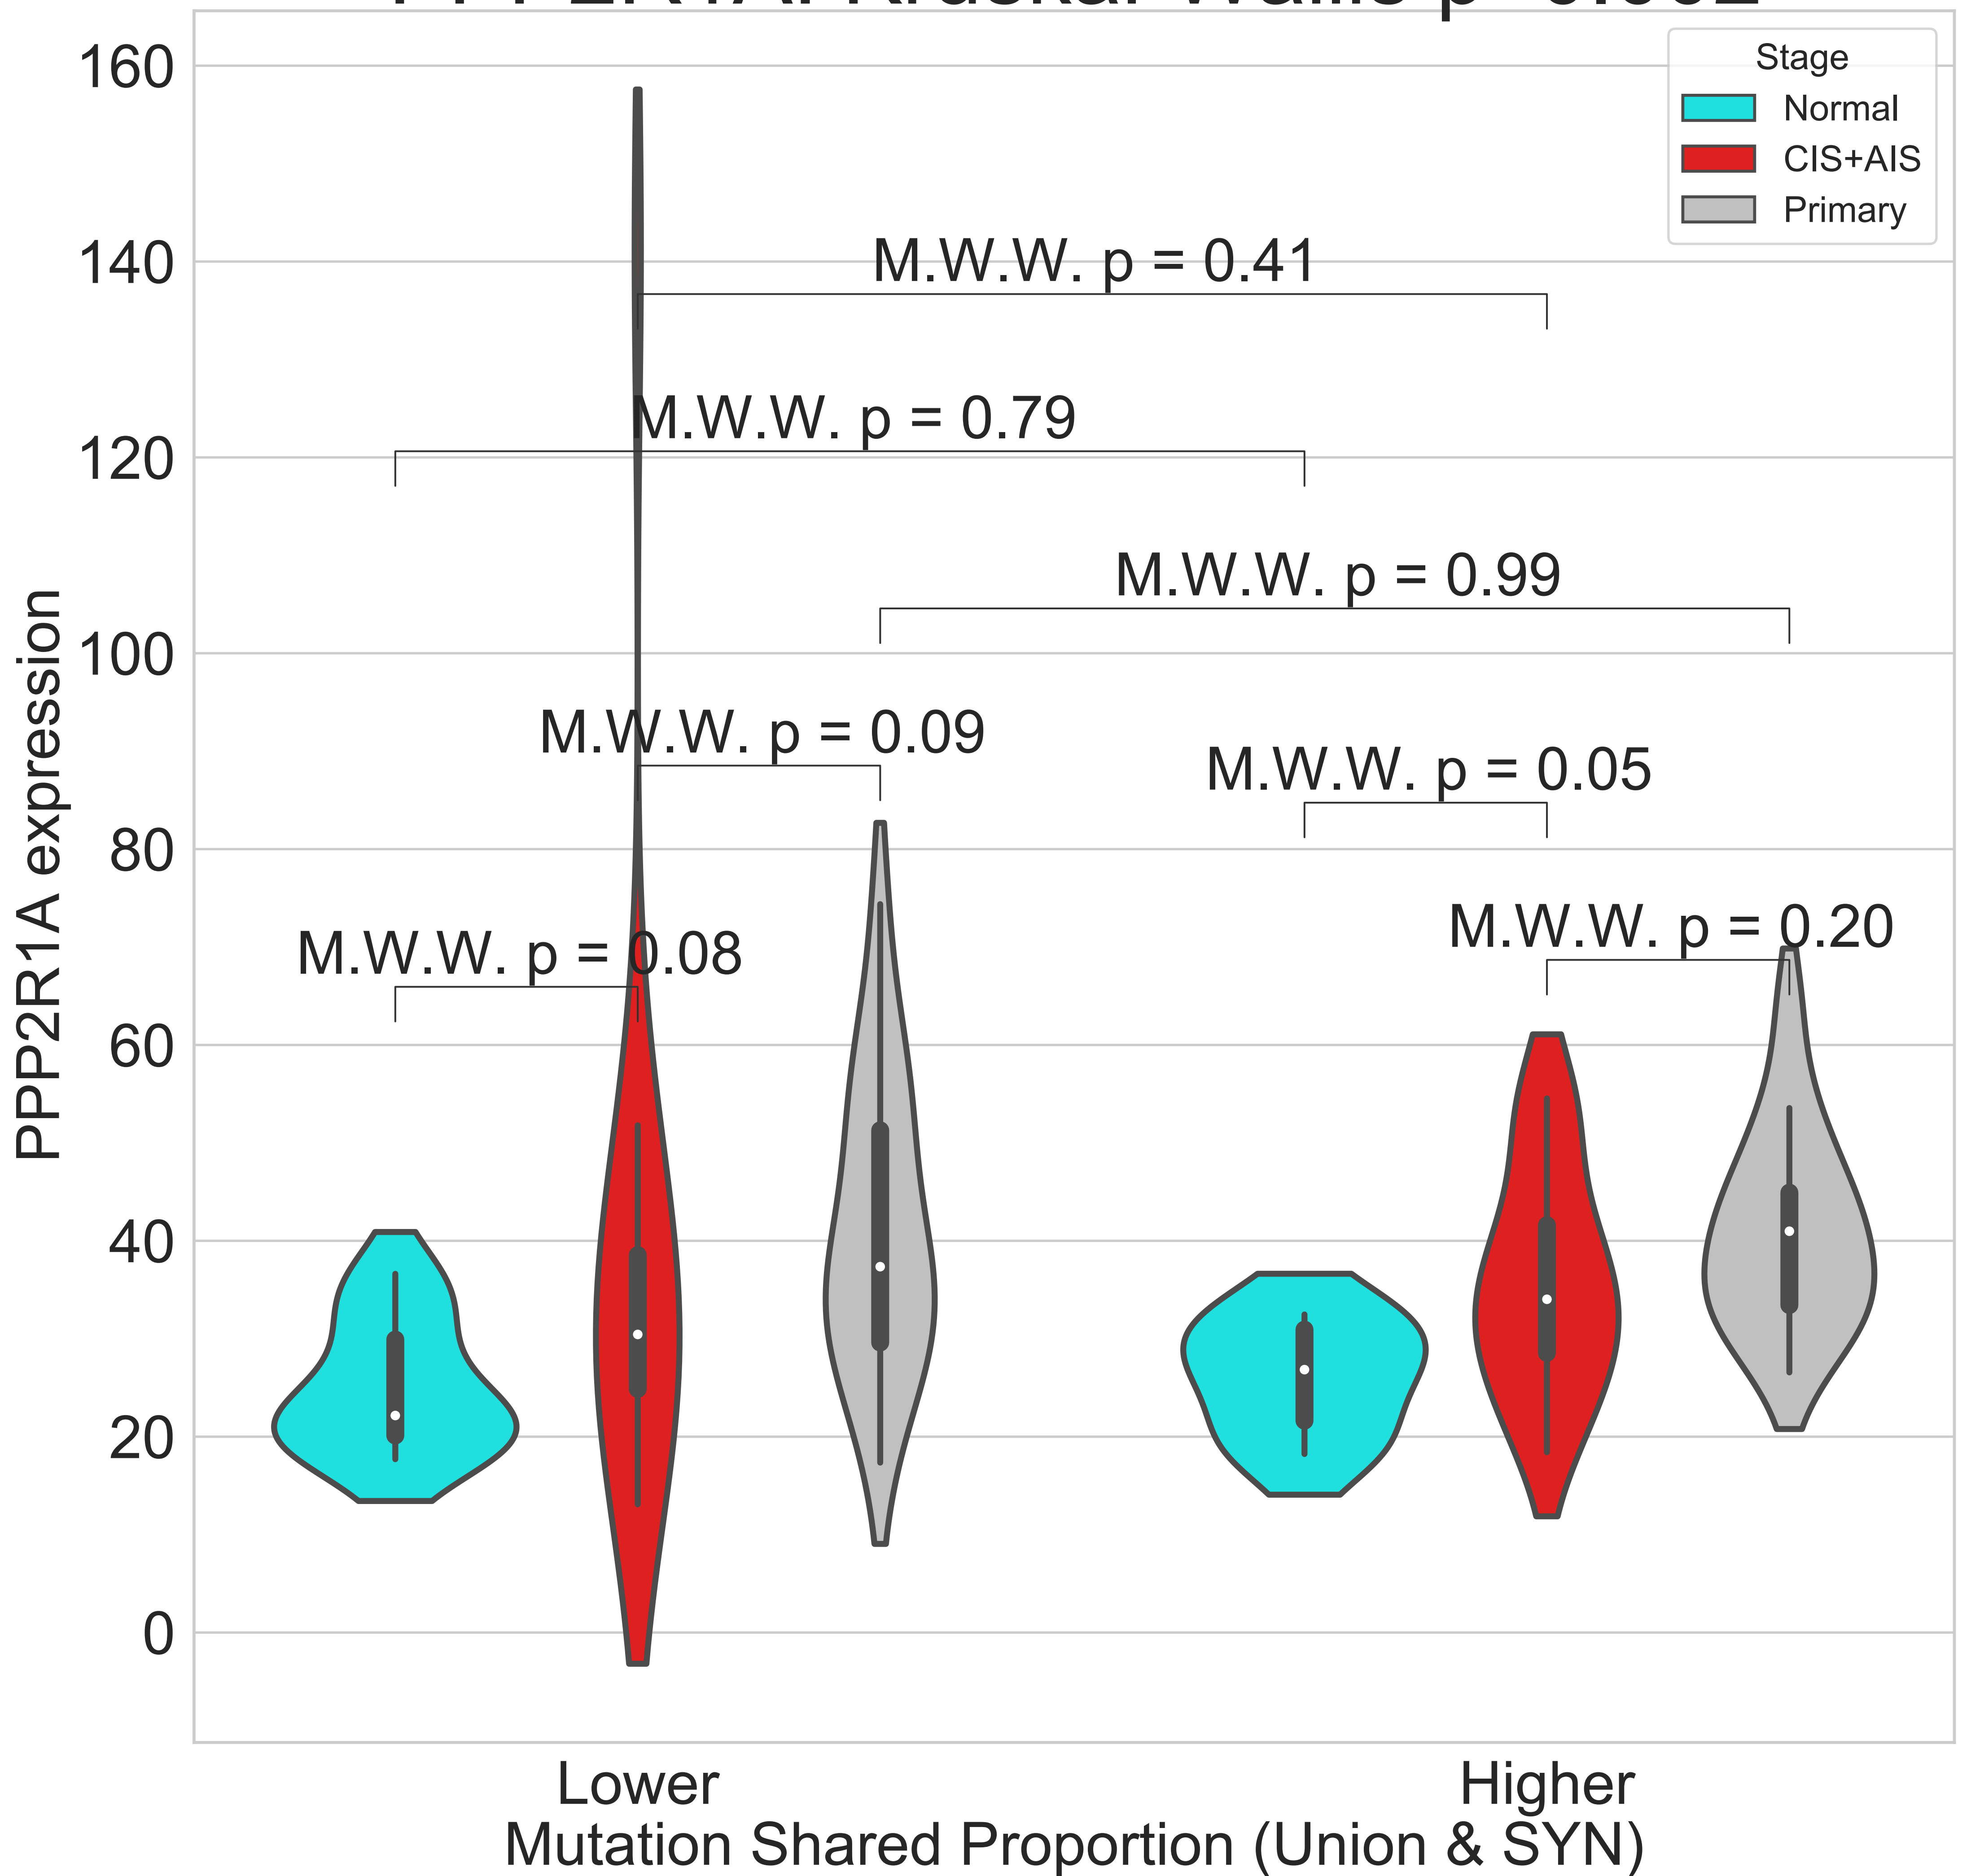 160
140
120
100
80
60
40
20
0
PPP2R1A expression
Stage
Normal
CIS+AIS
Primary
M.W.W. p = 0.41
M.W.W. p = 0.79
M.W.W. p = 0.99
M.W.W. p = 0.09
M.W.W. p = 0.05
M.W.W. p = 0.08
M.W.W. p = 0.20
Lower
Higher
Mutation Shared Proportion (Union & SYN)